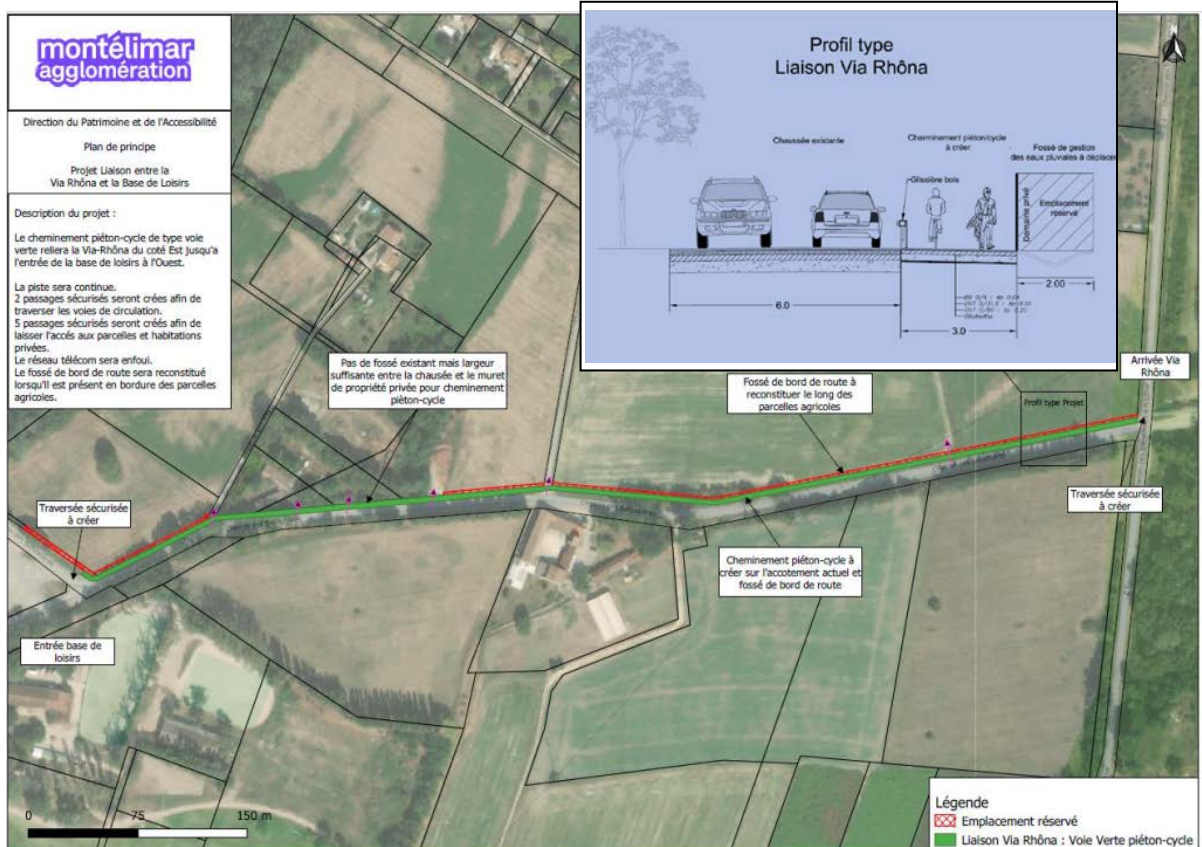 montélimar
agglomération
Direction du Patrimoine et de l'Accessibilité
Plan de principe
Projet Liaison entre la
Via Rhôna et la Base de Loisirs
Description du projet :
Le cheminement piéton-cycle de type voie
verte reliera la Via-Rhôna du coté Est jusqu'a
l'entrée de la base de loisirs à l'Ouest.
La piste sera continue.
2 passages sécurisés seront crées afin de
traverser les voies de circulation.
5 passages sécurisés seront créés afin de
laisser l'accés aux parcelles et habitations
privées.
Le réseau télécom sera enfoui.
Le fossé de bord de route sera reconstitué
lorsqu'il est présent en bordure des parcelles
agricoles.
Profil type
Liaison Via Rhôna
Chaussée existante
Cheminement piéton/cycle
à créer
Fossé de gestion
des eaux pluviales à déplacer
Glissière bois
Domaine privé
Emplacement
réservé
6.0
3.0
2.00
Pas de fossé existant mais largeur
suffisante entre la chausée et le muret
de propriété privée pour cheminement
pièton-cycle
Fossé de bord de route à
reconstituer le long des
parcelles agricoles
Arrivée Via
Rhôna
Profil type Projet
Traversée sécurisée
à créer
Traversée sécurisée
à créer
Cheminement piéton-cycle à
créer sur l'accotement actuel et
fossé de bord de route
Entrée base de
loisirs
0 75 150 m
Légende
Emplacement réservé
Liaison Via Rhôna : Voie Verte piéton-cycle